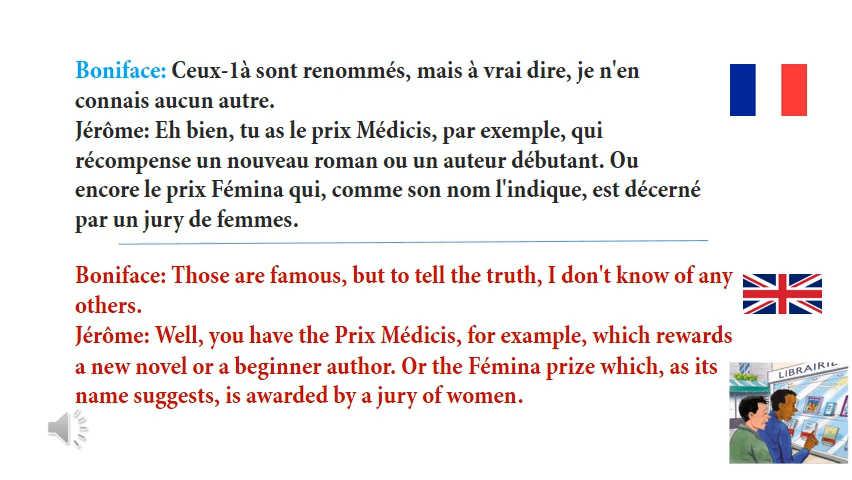 Boniface: Ceux-1à sont renommés, mais à vrai dire, je n'en
connais aucun autre.
Jérôme: Eh bien, tu as le prix Médicis, par exemple, qui
récompense un nouveau roman ou un auteur débutant. Ou
encore le prix Fémina qui, comme son nom l'indique, est décerné
par un jury de femmes.
Boniface: Those are famous, but to tell the truth, I don't know of any
others.
Jérôme: Well, you have the Prix Médicis, for example, which rewards
a new novel or a beginner author. Or the Fémina prize which, as its
name suggests, is awarded by a jury of women.
LIBRAIRIE